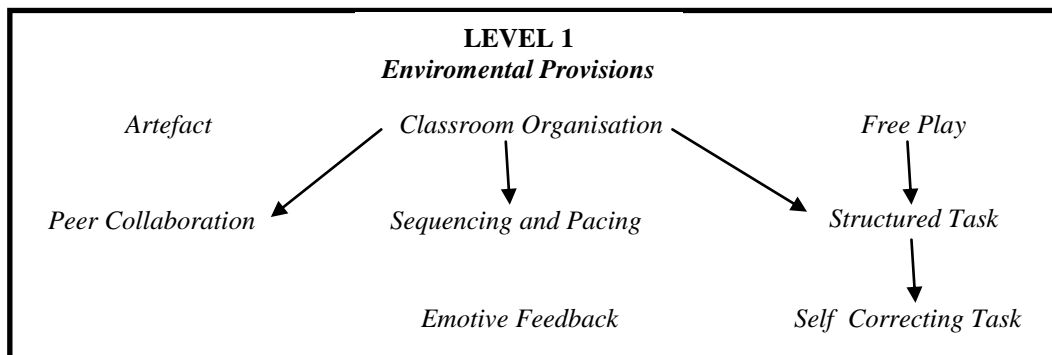 LEVEL 1
Enviromental Provisions
Artefact Classroom Organisation Free Play
Peer Collaboration Sequencing and Pacing Structured Task
Emotive Feedback Self Correcting Task